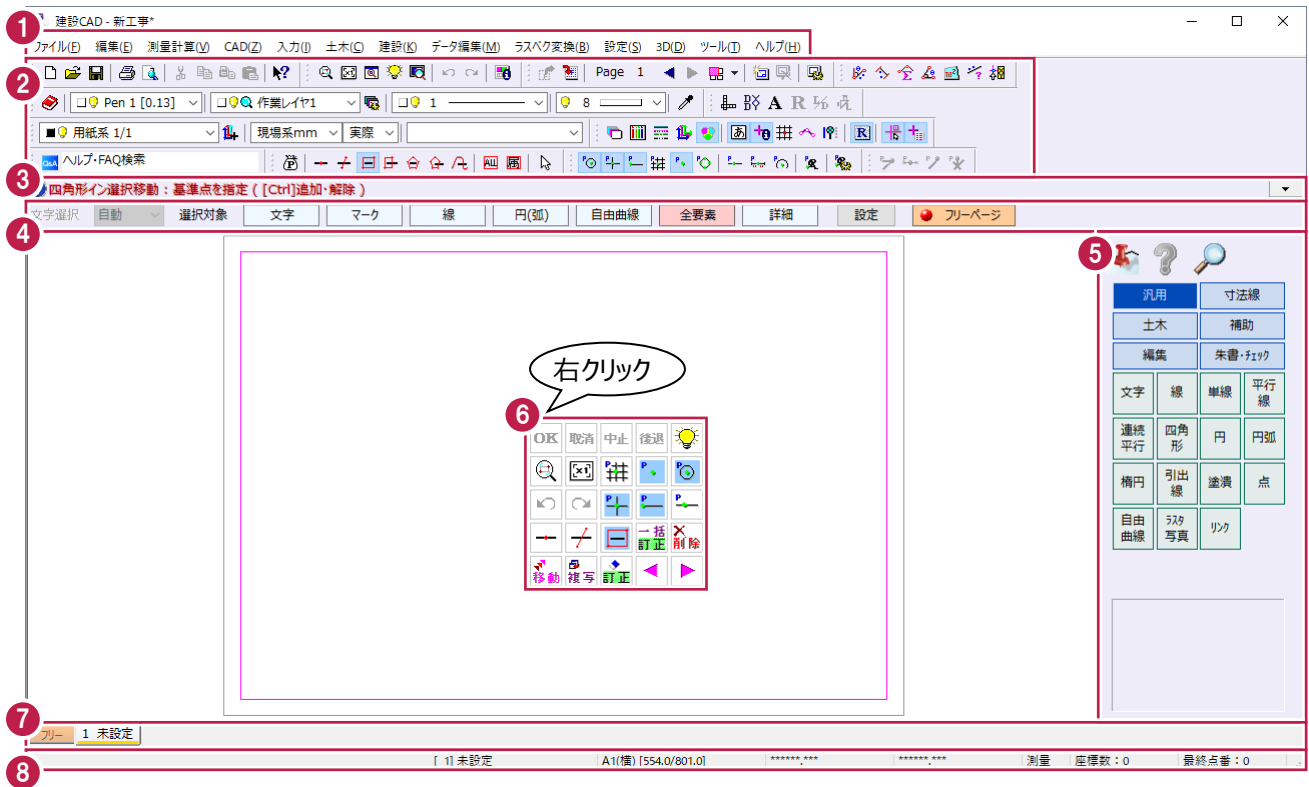 建設CAD - 新工事*
1
ファイル(F) 編集(E) 測量計算(V) CAD(Z) 入力(I) 土木(C) 建設(K) データ編集(M) ラスベク変換(B) 設定(S) 3D(D) ツール(T) ヘルプ(H)
2
Page 1
Pen 1 [0.13] 作業レイヤ1 1 8
用紙系 1/1 現場系mm 実際
ヘルプ・FAQ検索
3
四角形イン選択移動：基準点を指定 ( [Ctrl]追加・解除 )
文字選択 自動 選択対象 文字 マーク 線 円(弧) 自由曲線 全要素 詳細 設定 フリーページ
4
5
汎用 寸法線
土木 補助
編集 朱書・ﾁｪｯｸ
文字 線 単線 平行線
連続平行 四角形 円 円弧
楕円 引出線 塗潰 点
自由曲線 ﾗｽﾀ写真 ﾘﾝｸ
右クリック
6
OK 取消 中止 後退
一括訂正 削除
移動 複写 訂正
7
フリー 1 未設定
8
[ 1] 未設定 A1(横) [554.0/801.0] ******.*** ******.*** 測量 座標数：0 最終点番：0